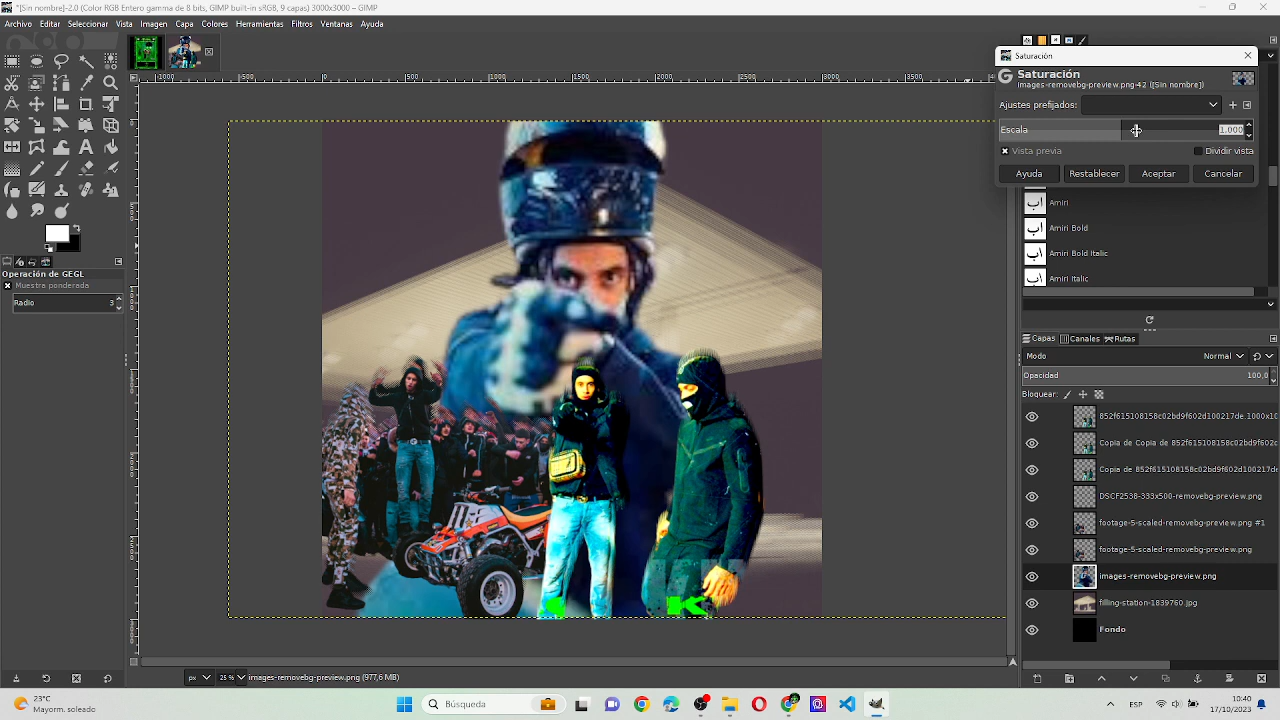 *[Sin nombre]-2.0 (Color RGB Entero gamma de 8 bits, GIMP built-in sRGB, 9 capas) 3000x3000 – GIMP
Archivo Editar Seleccionar Vista Imagen Capa Colores Herramientas Filtros Ventanas Ayuda
Saturación
Saturación
images-removebg-preview.png-42 ([Sin nombre])
Ajustes prefijados:
Escala 1.000
Vista previa Dividir vista
Ayuda Restablecer Aceptar Cancelar
Amiri
Amiri Bold
Amiri Bold Italic
Amiri Italic
Operación de GEGL
Muestra ponderada
Radio 3
Capas Canales Rutas
Modo Normal
Opacidad 100,0
Bloquear:
852f615108158c02bd9f602d100217de.1000x10
Copia de Copia de 852f615108158c02bd9f602
Copia de 852f615108158c02bd9f602d100217de
DSCF2538-333x500-removebg-preview.png
footage-5-scaled-removebg-preview.png #1
footage-5-scaled-removebg-preview.png
images-removebg-preview.png
filling-station-1839760.jpg
Fondo
K
px 25 % images-removebg-preview.png (477,6 MB)
23°C
Mayorm. soleado
Búsqueda
ESP
10:40
17/10/2023